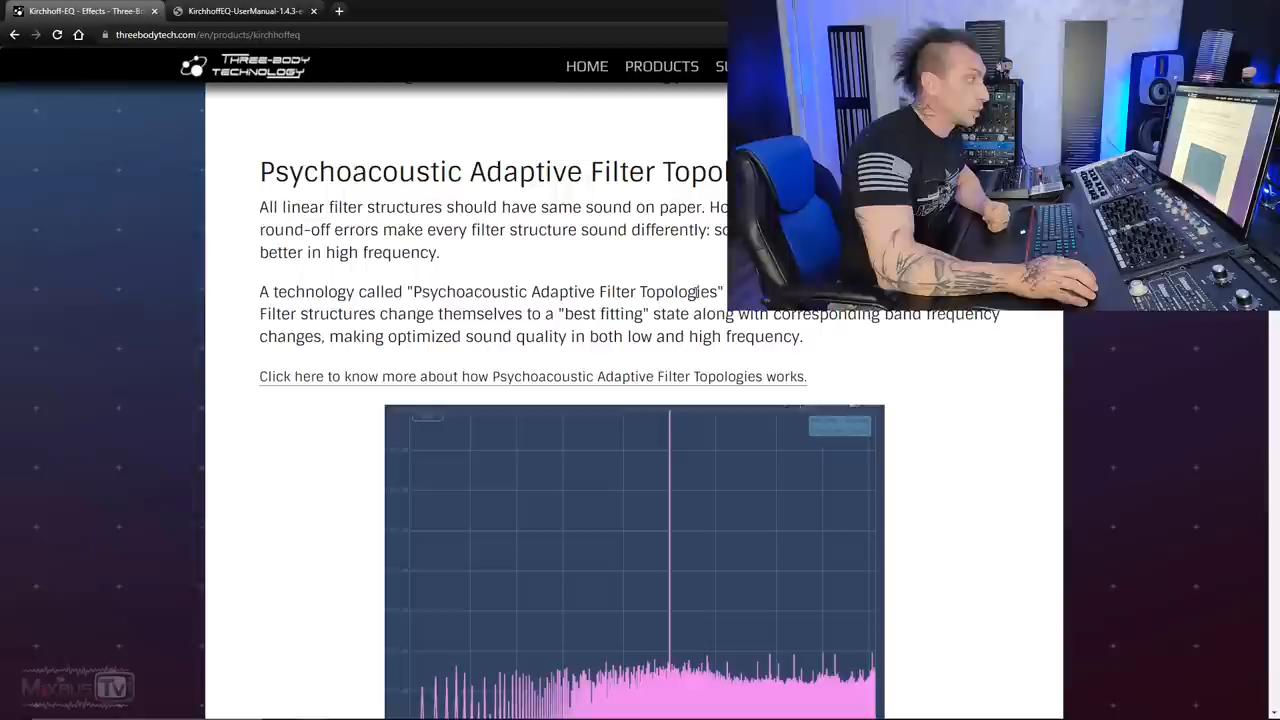 Kirchhoff-EQ - Effects - Three-Bo
KirchhoffEQ-UserManual-1.4.3-e
threebodytech.com/en/products/kirchhoffeq
THREE-BODY
TECHNOLOGY
HOME PRODUCTS SU
Psychoacoustic Adaptive Filter Topol
All linear filter structures should have same sound on paper. Ho
round-off errors make every filter structure sound differently: so
better in high frequency.
A technology called "Psychoacoustic Adaptive Filter Topologies"
Filter structures change themselves to a "best fitting" state along with corresponding band frequency
changes, making optimized sound quality in both low and high frequency.
Click here to know more about how Psychoacoustic Adaptive Filter Topologies works.
MixBus TV